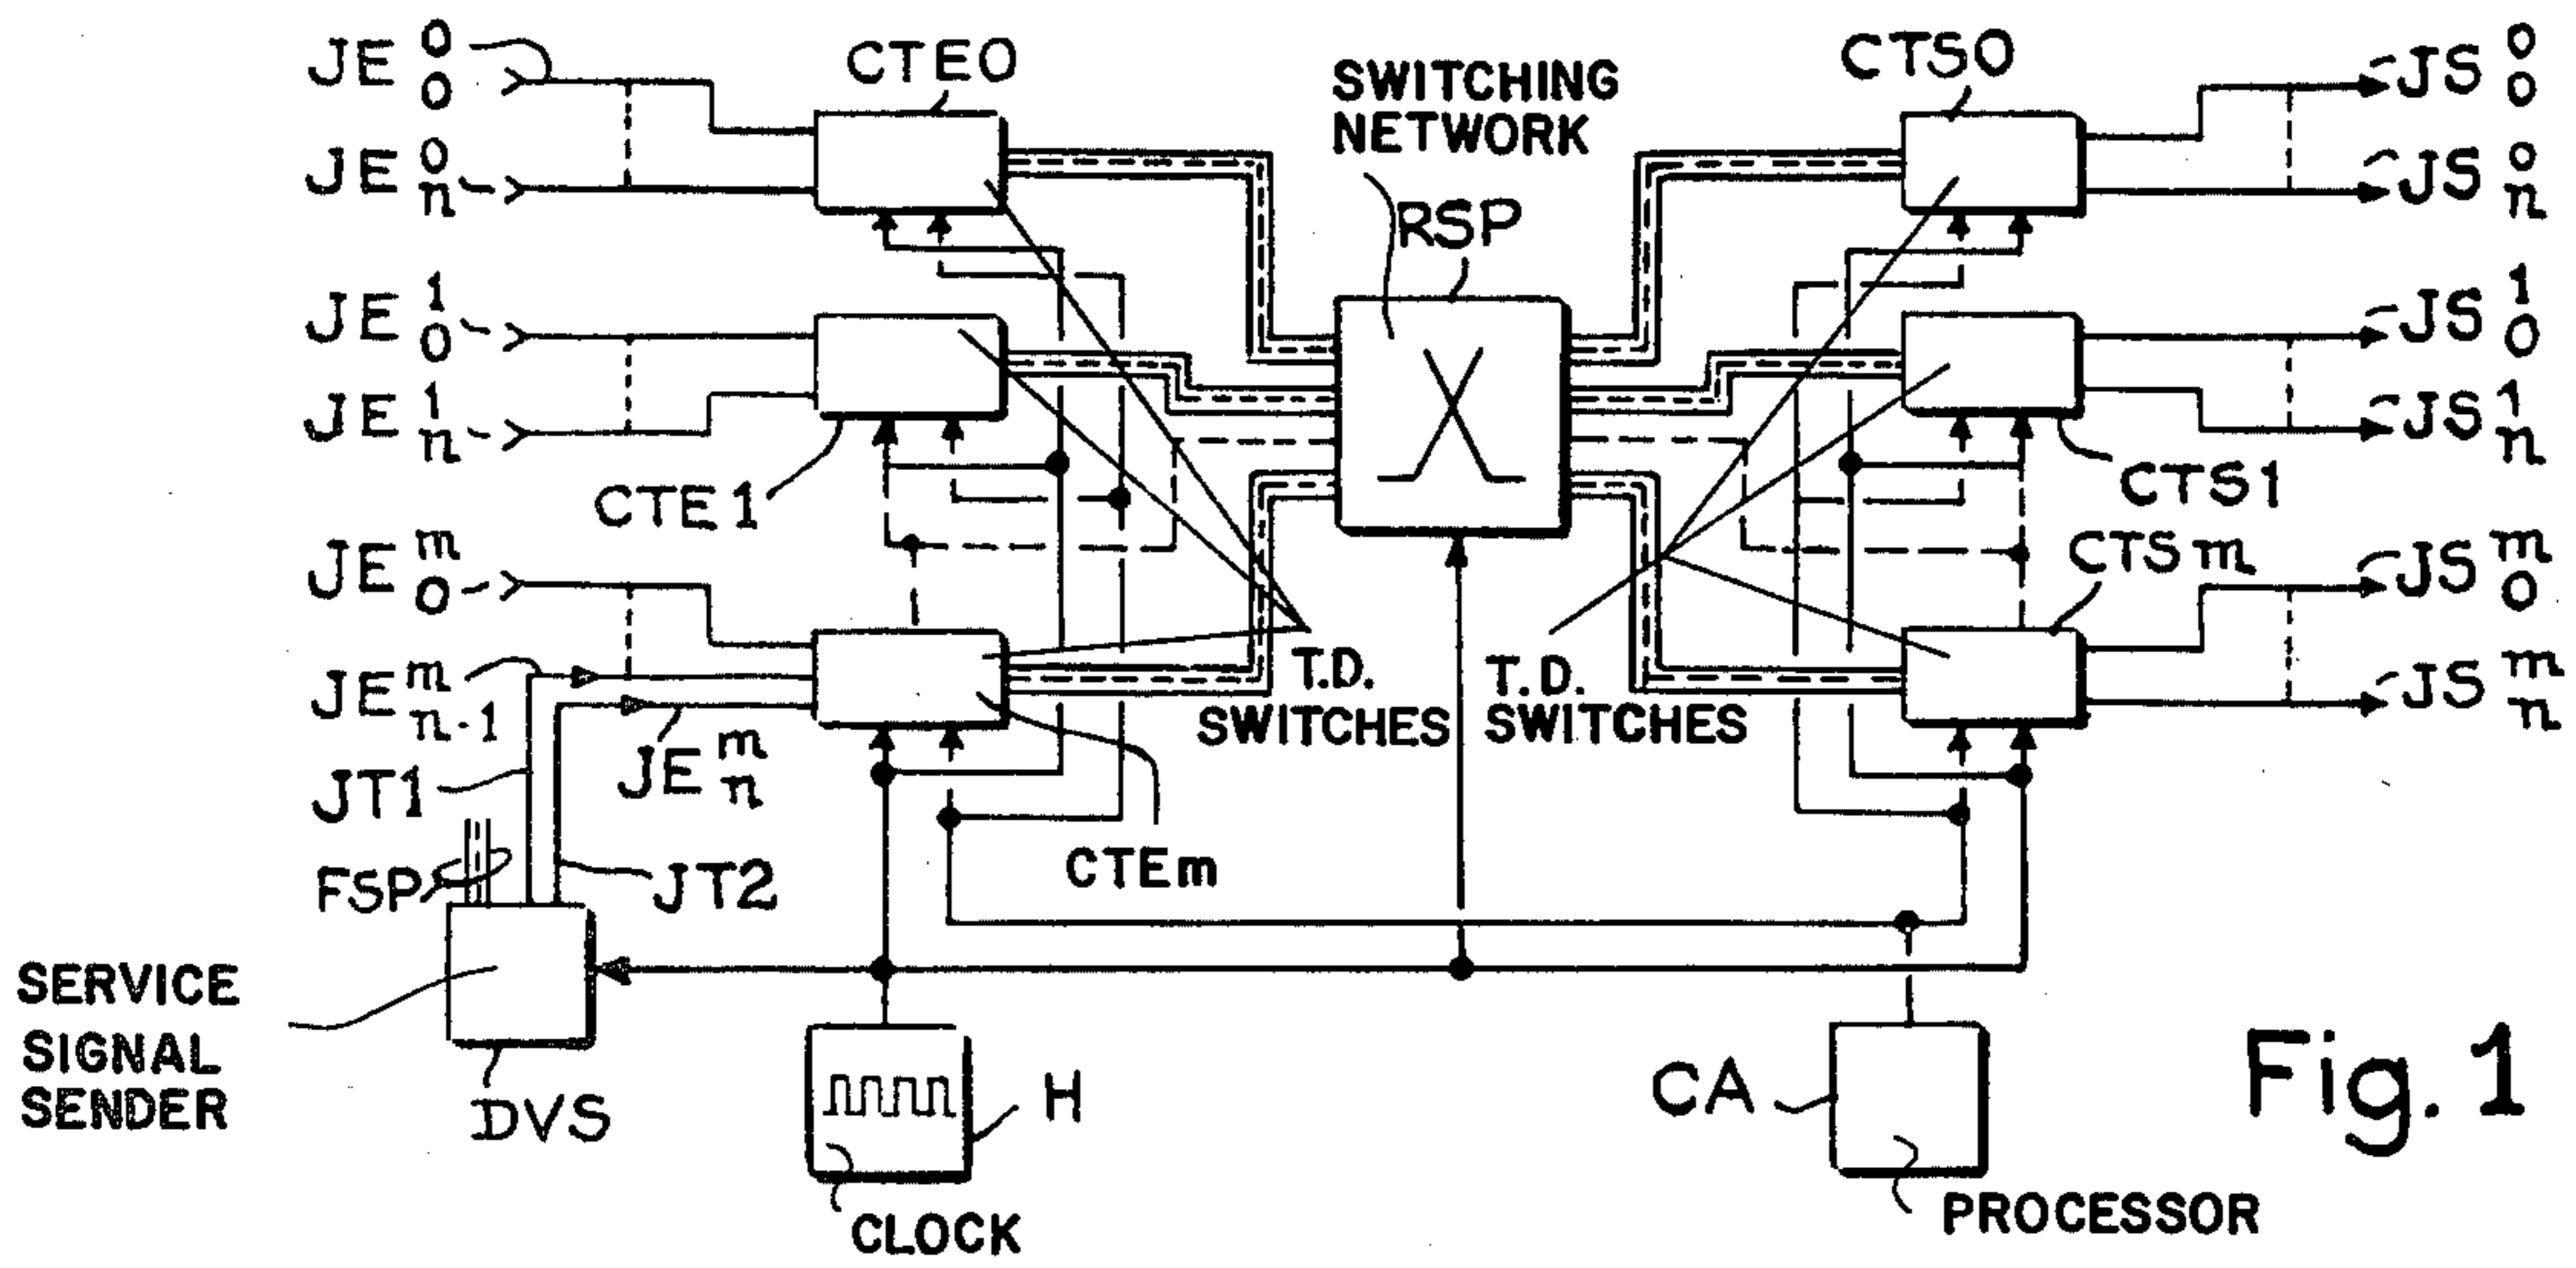 JE 0 0
CTE0
SWITCHING
NETWORK
CTS0
JS 0 0
JE 0 n
JS 0 n
RSP
JE 1 0
JS 1 0
JE 1 n
CTE 1
JS 1 n
CTS1
JE m 0
CTS m
JS m 0
JE m n-1
T.D.
SWITCHES
T.D.
SWITCHES
JS m n
JE m n
JT1
FSP
JT2
CTEm
SERVICE
SIGNAL
SENDER
DVS
H
CLOCK
CA
PROCESSOR
Fig. 1